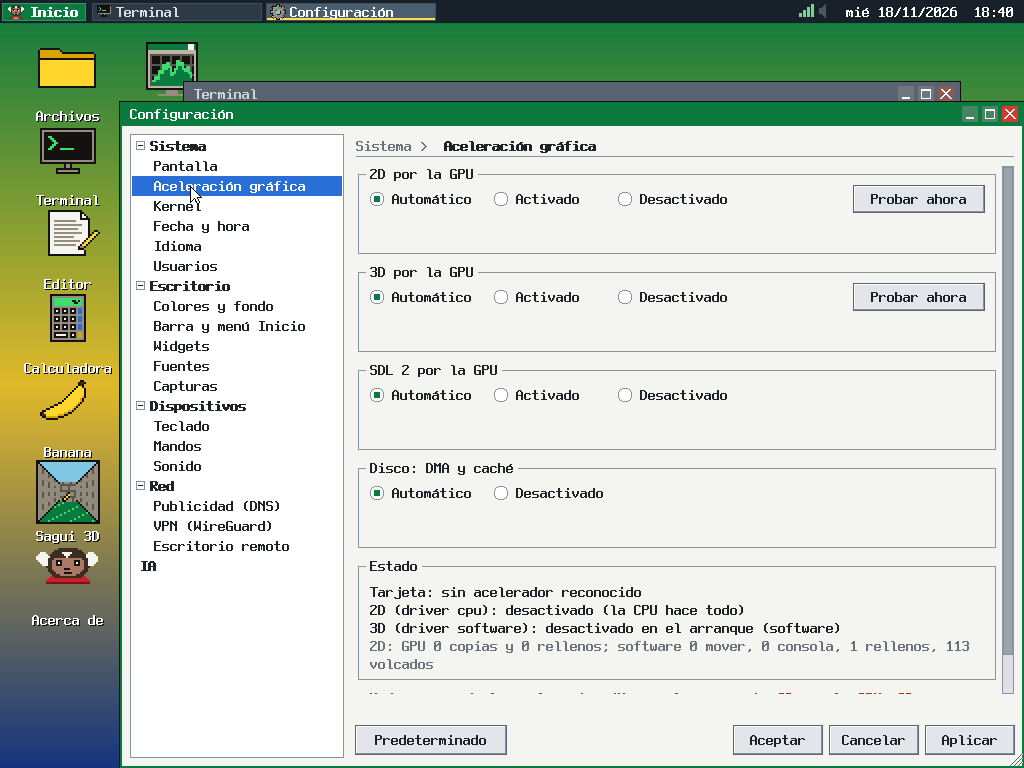 Inicio
Terminal
Configuración
mié 18/11/2026 18:40
Archivos
Terminal
Editor
Calculadora
Banana
Sagui 3D
Acerca de
Terminal
Configuración
Sistema
Pantalla
Aceleración gráfica
Kernel
Fecha y hora
Idioma
Usuarios
Escritorio
Colores y fondo
Barra y menú Inicio
Widgets
Fuentes
Capturas
Dispositivos
Teclado
Mandos
Sonido
Red
Publicidad (DNS)
VPN (WireGuard)
Escritorio remoto
IA
Sistema > Aceleración gráfica
2D por la GPU
Automático Activado Desactivado Probar ahora
3D por la GPU
Automático Activado Desactivado Probar ahora
SDL 2 por la GPU
Automático Activado Desactivado
Disco: DMA y caché
Automático Desactivado
Estado
Tarjeta: sin acelerador reconocido
2D (driver cpu): desactivado (la CPU hace todo)
3D (driver software): desactivado en el arranque (software)
2D: GPU 0 copias y 0 rellenos; software 0 mover, 0 consola, 1 rellenos, 113
volcados
Predeterminado Aceptar Cancelar Aplicar